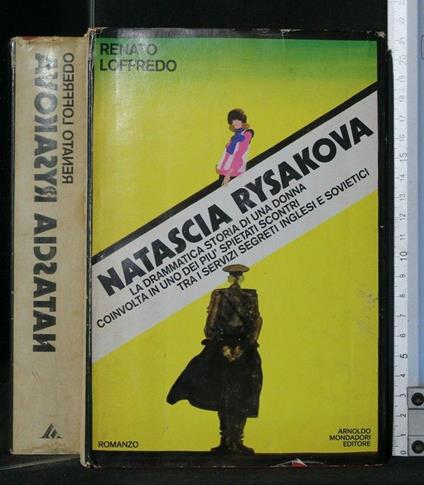 RENATO
LOFFREDO
NATASCIA RYSAKOVA
LA DRAMMATICA STORIA DI UNA DONNA
COINVOLTA IN UNO DEI PIU' SPIETATI SCONTRI
TRA I SERVIZI SEGRETI INGLESI E SOVIETICI
ROMANZO
ARNOLDO
MONDADORI
EDITORE
RENATO LOFFREDO
NATASCIA RYSAKOVA